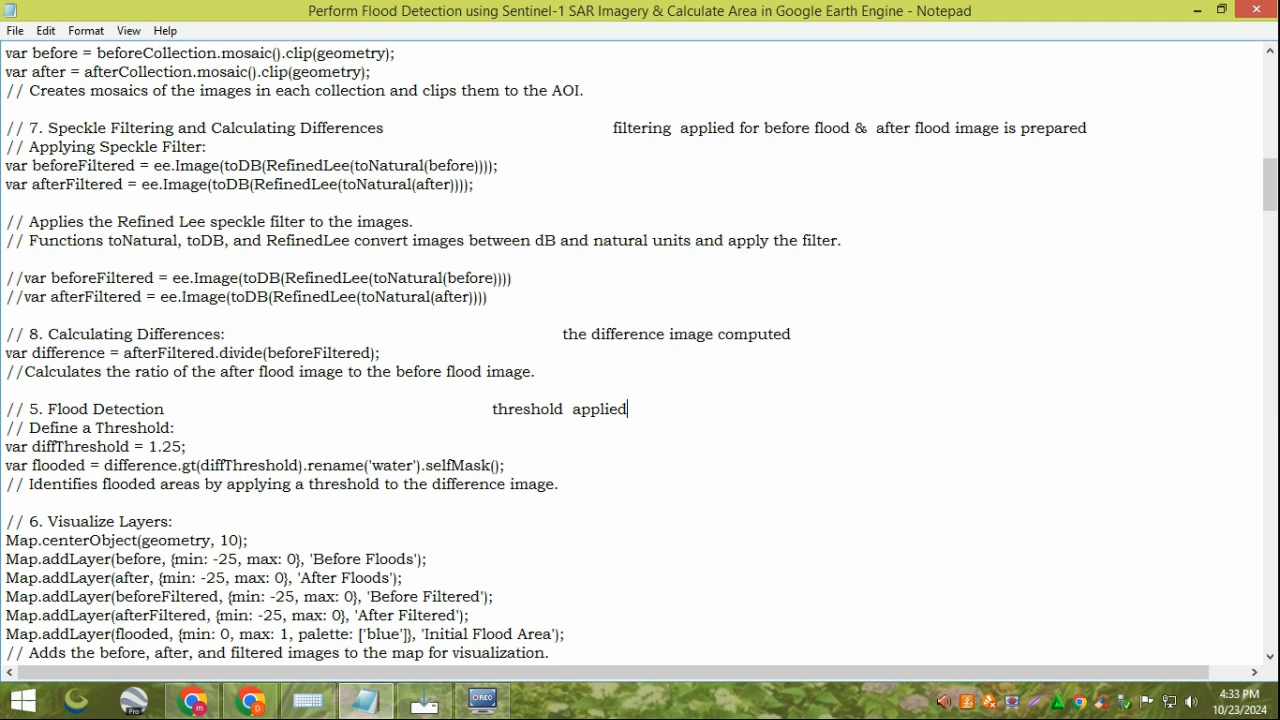 Perform Flood Detection using Sentinel-1 SAR Imagery & Calculate Area in Google Earth Engine - Notepad
File Edit Format View Help
var before = beforeCollection.mosaic().clip(geometry);
var after = afterCollection.mosaic().clip(geometry);
// Creates mosaics of the images in each collection and clips them to the AOI.
// 7. Speckle Filtering and Calculating Differences filtering applied for before flood & after flood image is prepared
// Applying Speckle Filter:
var beforeFiltered = ee.Image(toDB(RefinedLee(toNatural(before))));
var afterFiltered = ee.Image(toDB(RefinedLee(toNatural(after))));
// Applies the Refined Lee speckle filter to the images.
// Functions toNatural, toDB, and RefinedLee convert images between dB and natural units and apply the filter.
//var beforeFiltered = ee.Image(toDB(RefinedLee(toNatural(before))))
//var afterFiltered = ee.Image(toDB(RefinedLee(toNatural(after))))
// 8. Calculating Differences: the difference image computed
var difference = afterFiltered.divide(beforeFiltered);
//Calculates the ratio of the after flood image to the before flood image.
// 5. Flood Detection threshold applied
// Define a Threshold:
var diffThreshold = 1.25;
var flooded = difference.gt(diffThreshold).rename('water').selfMask();
// Identifies flooded areas by applying a threshold to the difference image.
// 6. Visualize Layers:
Map.centerObject(geometry, 10);
Map.addLayer(before, {min: -25, max: 0}, 'Before Floods');
Map.addLayer(after, {min: -25, max: 0}, 'After Floods');
Map.addLayer(beforeFiltered, {min: -25, max: 0}, 'Before Filtered');
Map.addLayer(afterFiltered, {min: -25, max: 0}, 'After Filtered');
Map.addLayer(flooded, {min: 0, max: 1, palette: ['blue']}, 'Initial Flood Area');
// Adds the before, after, and filtered images to the map for visualization.
Pro
m
D
REC
4:33 PM
10/23/2024